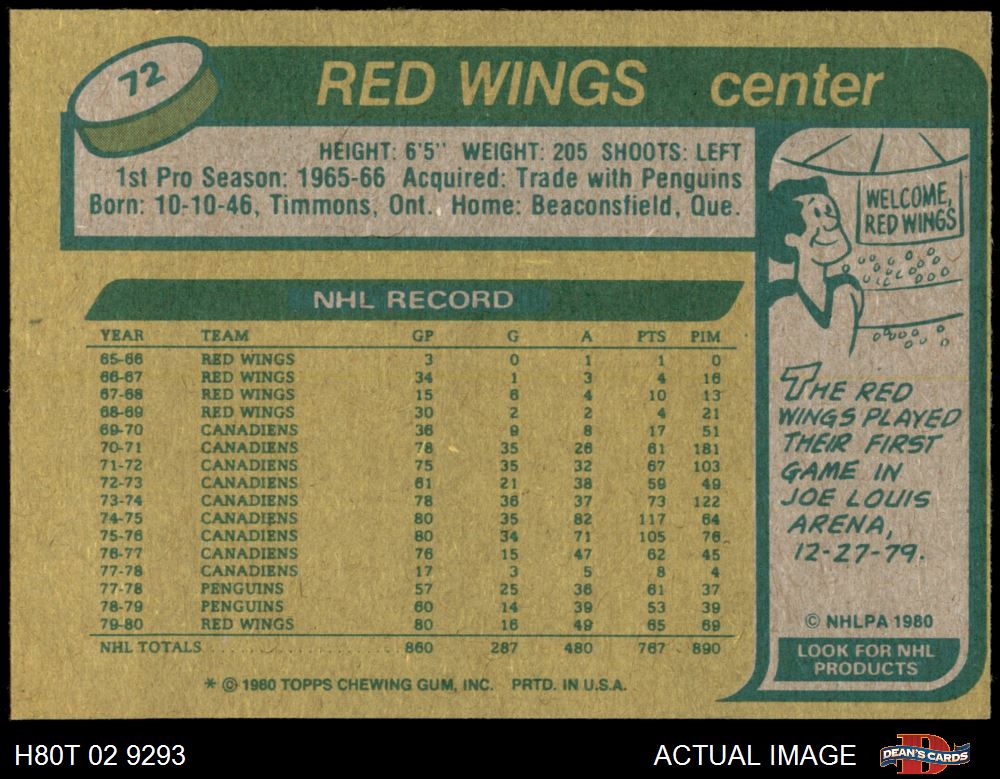 72
RED WINGS center
HEIGHT: 6'5" WEIGHT: 205 SHOOTS: LEFT
1st Pro Season: 1965-66 Acquired: Trade with Penguins
Born: 10-10-46, Timmons, Ont., Home: Beaconsfield, Que.
NHL RECORD
YEAR TEAM GP G A PTS PIM
65-66 RED WINGS 3 0 1 1 0
66-67 RED WINGS 34 1 3 4 16
67-68 RED WINGS 15 6 4 10 13
68-69 RED WINGS 30 2 2 4 21
69-70 CANADIENS 36 9 8 17 51
70-71 CANADIENS 78 35 26 61 181
71-72 CANADIENS 75 35 32 67 103
72-73 CANADIENS 61 21 38 59 49
73-74 CANADIENS 78 36 37 73 122
74-75 CANADIENS 80 35 82 117 64
75-76 CANADIENS 80 34 71 105 76
76-77 CANADIENS 76 15 47 62 45
77-78 CANADIENS 17 3 5 8 4
77-78 PENGUINS 57 25 36 61 37
78-79 PENGUINS 60 14 39 53 39
79-80 RED WINGS 80 16 49 65 69
NHL TOTALS 860 287 480 767 890
* © 1980 TOPPS CHEWING GUM, INC. PRTD. IN U.S.A.
WELCOME,
RED WINGS
THE RED
WINGS PLAYED
THEIR FIRST
GAME IN
JOE LOUIS
ARENA,
12-27-79.
© NHLPA 1980
LOOK FOR NHL
PRODUCTS
H80T 02 9293
ACTUAL IMAGE
D
DEAN'S CARDS